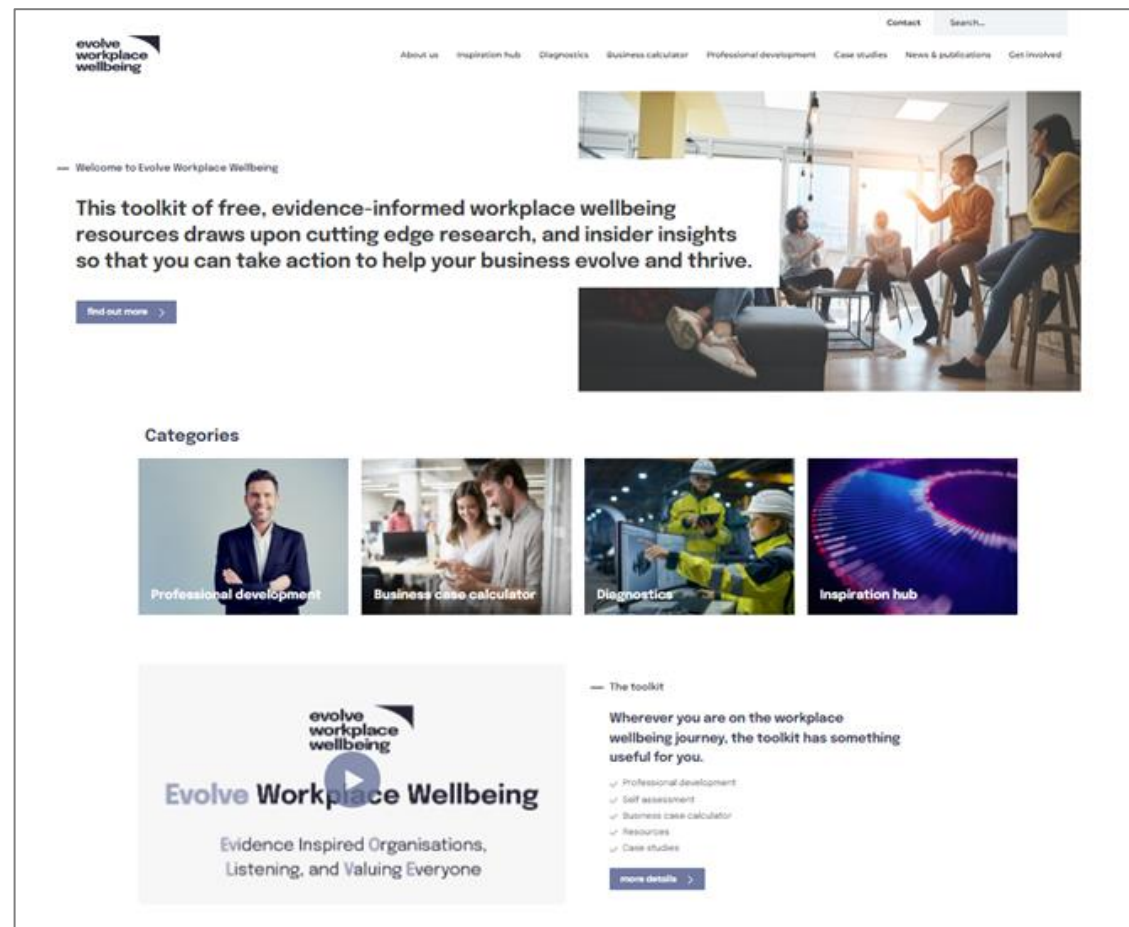 Contact
Search...
evolve
workplace
wellbeing
About us Inspiration hub Diagnostics Business calculator Professional development Case studies News & publications Get involved
Welcome to Evolve Workplace Wellbeing
This toolkit of free, evidence-informed workplace wellbeing
resources draws upon cutting edge research, and insider insights
so that you can take action to help your business evolve and thrive.
find out more
Categories
Professional development
Business case calculator
Diagnostics
Inspiration hub
evolve
workplace
wellbeing
Evolve Workplace Wellbeing
Evidence Inspired Organisations,
Listening, and Valuing Everyone
The toolkit
Wherever you are on the workplace
wellbeing journey, the toolkit has something
useful for you.
Professional development
Self assessment
Business case calculator
Resources
Case studies
more details